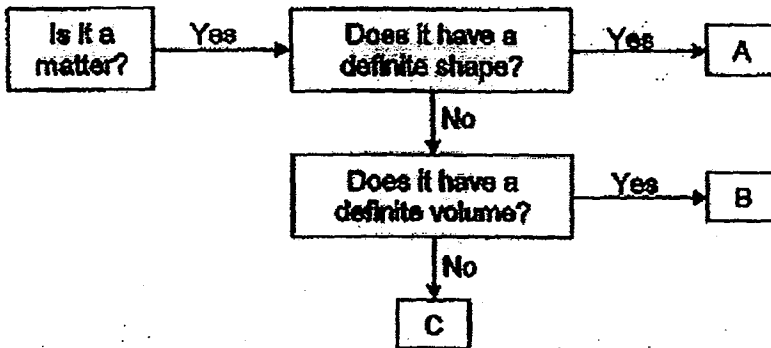 Is it a
matter?
Yes
Does it have a
definite shape?
Yes
A
No
Does it have a
definite volume?
Yes
B
No
C